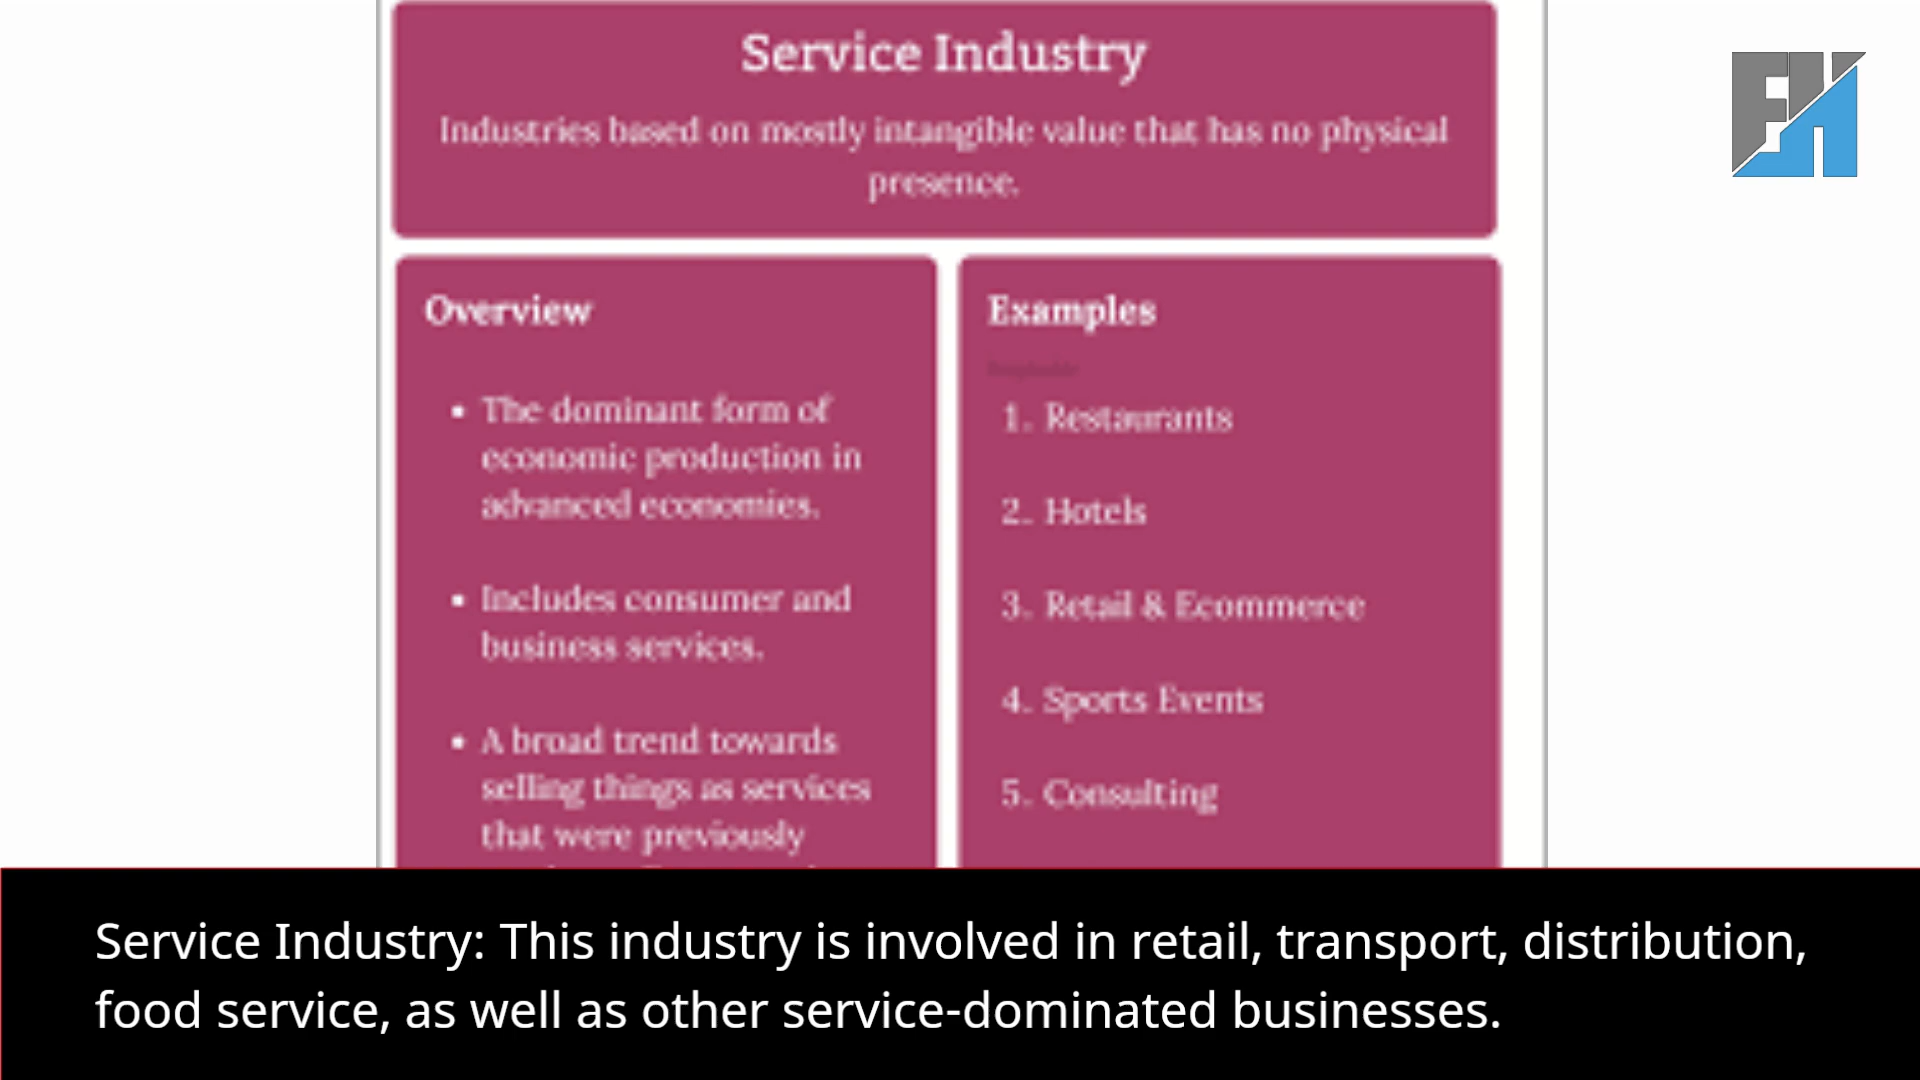 Service Industry
Industries based on mostly intangible value that has no physical
presence.
Overview
• The dominant form of
economic production in
advanced economies.
• Includes consumer and
business services.
• A broad trend towards
selling things as services
that were previously
Examples
1. Restaurants
2. Hotels
3. Retail & Ecommerce
4. Sports Events
5. Consulting
Service Industry: This industry is involved in retail, transport, distribution,
food service, as well as other service-dominated businesses.